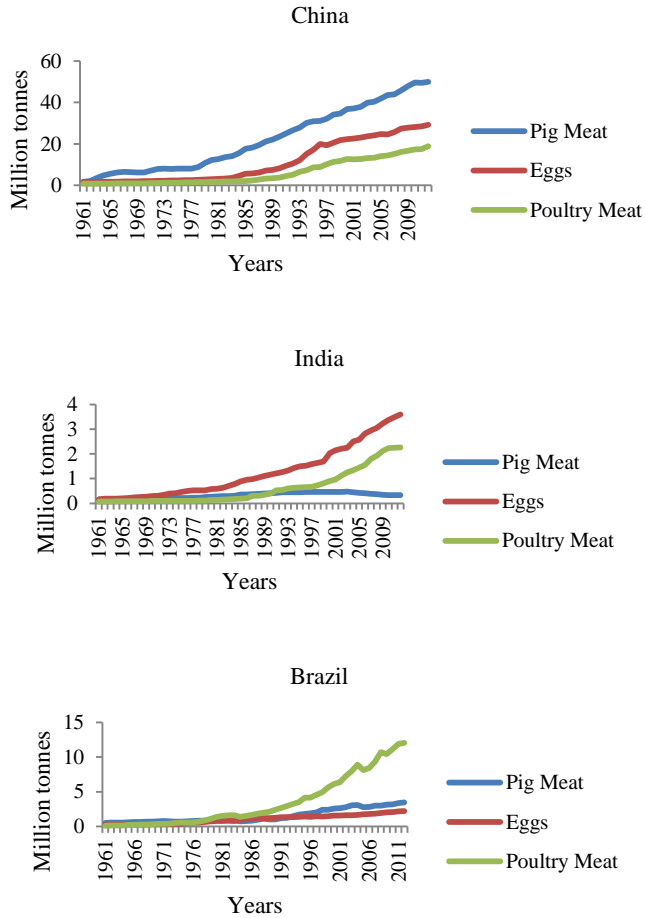 China
Million tonnes
60
40
20
0
1961
1965
1969
1973
1977
1981
1985
1989
1993
1997
2001
2005
2009
Years
Pig Meat
Eggs
Poultry Meat
India
Million tonnes
4
3
2
1
0
1961
1965
1969
1973
1977
1981
1985
1989
1993
1997
2001
2005
2009
Years
Pig Meat
Eggs
Poultry Meat
Brazil
Million tonnes
15
10
5
0
1961
1966
1971
1976
1981
1986
1991
1996
2001
2006
2011
Years
Pig Meat
Eggs
Poultry Meat